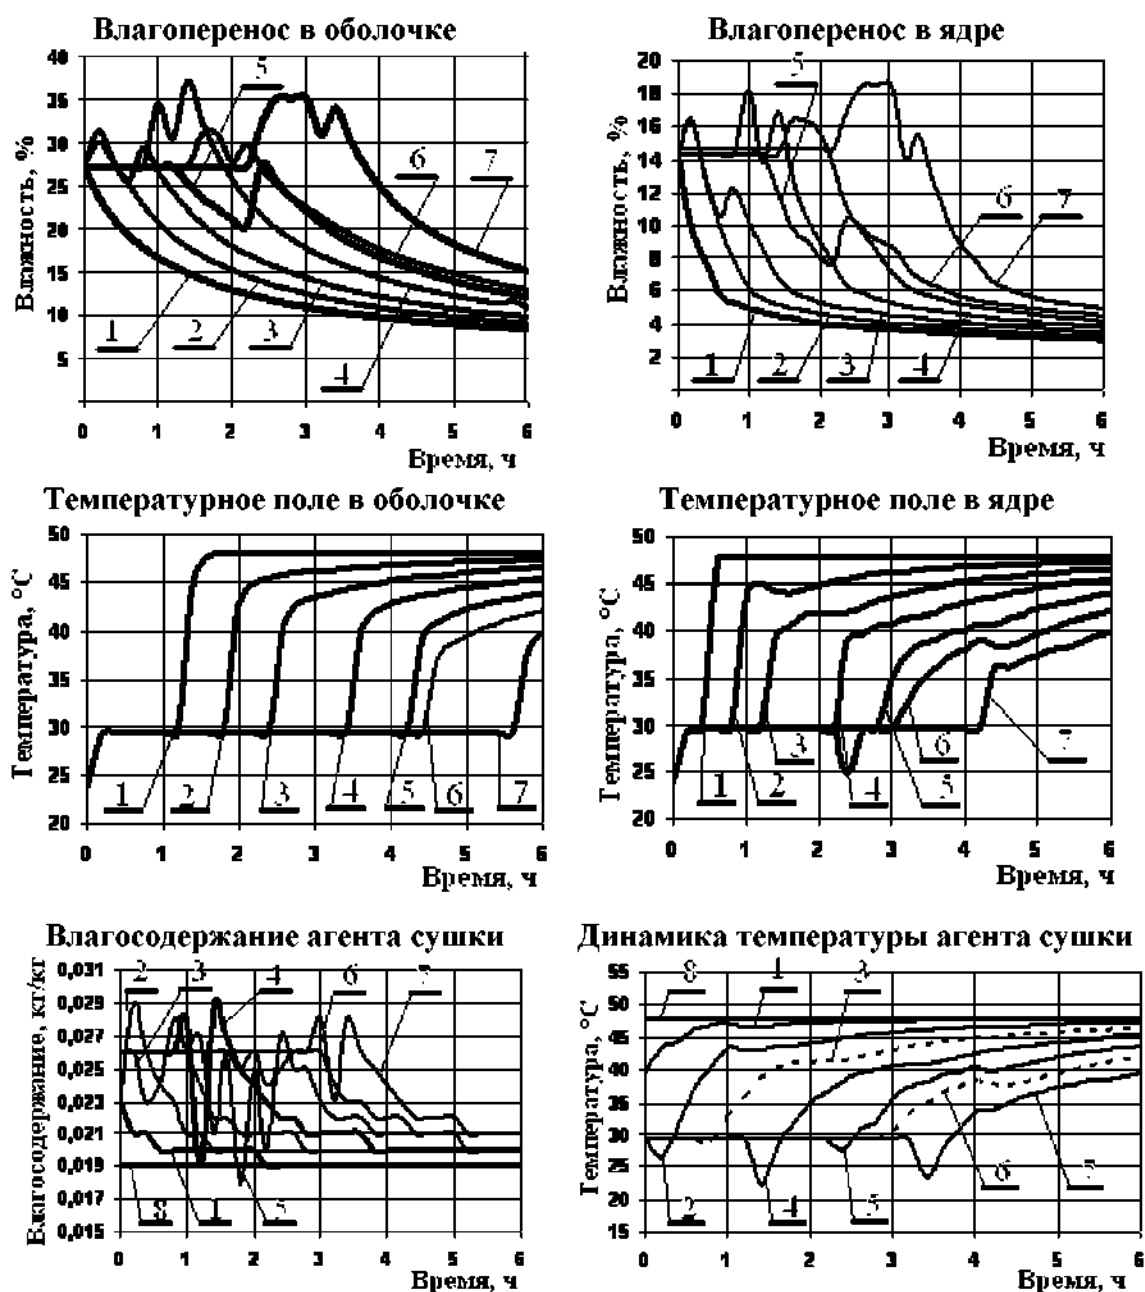 Влагоперенос в оболочке
Влажность, %
40
35
30
25
20
15
10
5
5
6
7
1
2
3
4
0 1 2 3 4 5 6
Время, ч
Влагоперенос в ядре
Влажность, %
20
18
16
14
12
10
8
6
4
2
5
6
7
1
2
3
4
0 1 2 3 4 5 6
Время, ч
Температурное поле в оболочке
Температура, °С
50
45
40
35
30
25
20
1 2 3 4 5 6 7
0 1 2 3 4 5 6
Время, ч
Температурное поле в ядре
Температура, °С
50
45
40
35
30
25
20
3
6
7
1 2 4 5
0 1 2 3 4 5 6
Время, ч
Влагосодержание агента сушки
Влагосодержание, кг/кг
0,031
0,029
0,027
0,025
0,023
0,021
0,019
0,017
0,015
2 3 4 6 7
8 1 5
0 1 2 3 4 5 6
Время, ч
Динамика температуры агента сушки
Температура, °С
55
50
45
40
35
30
25
20
15
8 1 3
6 7
2 4 5
0 1 2 3 4 5 6
Время, ч